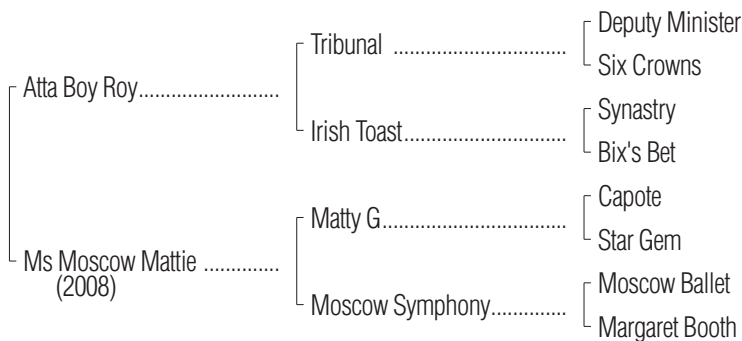 Deputy Minister
Tribunal ..............................
Six Crowns
Atta Boy Roy.........................
Synastry
Irish Toast............................
Bix's Bet
Capote
Matty G................................
Star Gem
Ms Moscow Mattie ..............
(2008)
Moscow Ballet
Moscow Symphony.............
Margaret Booth